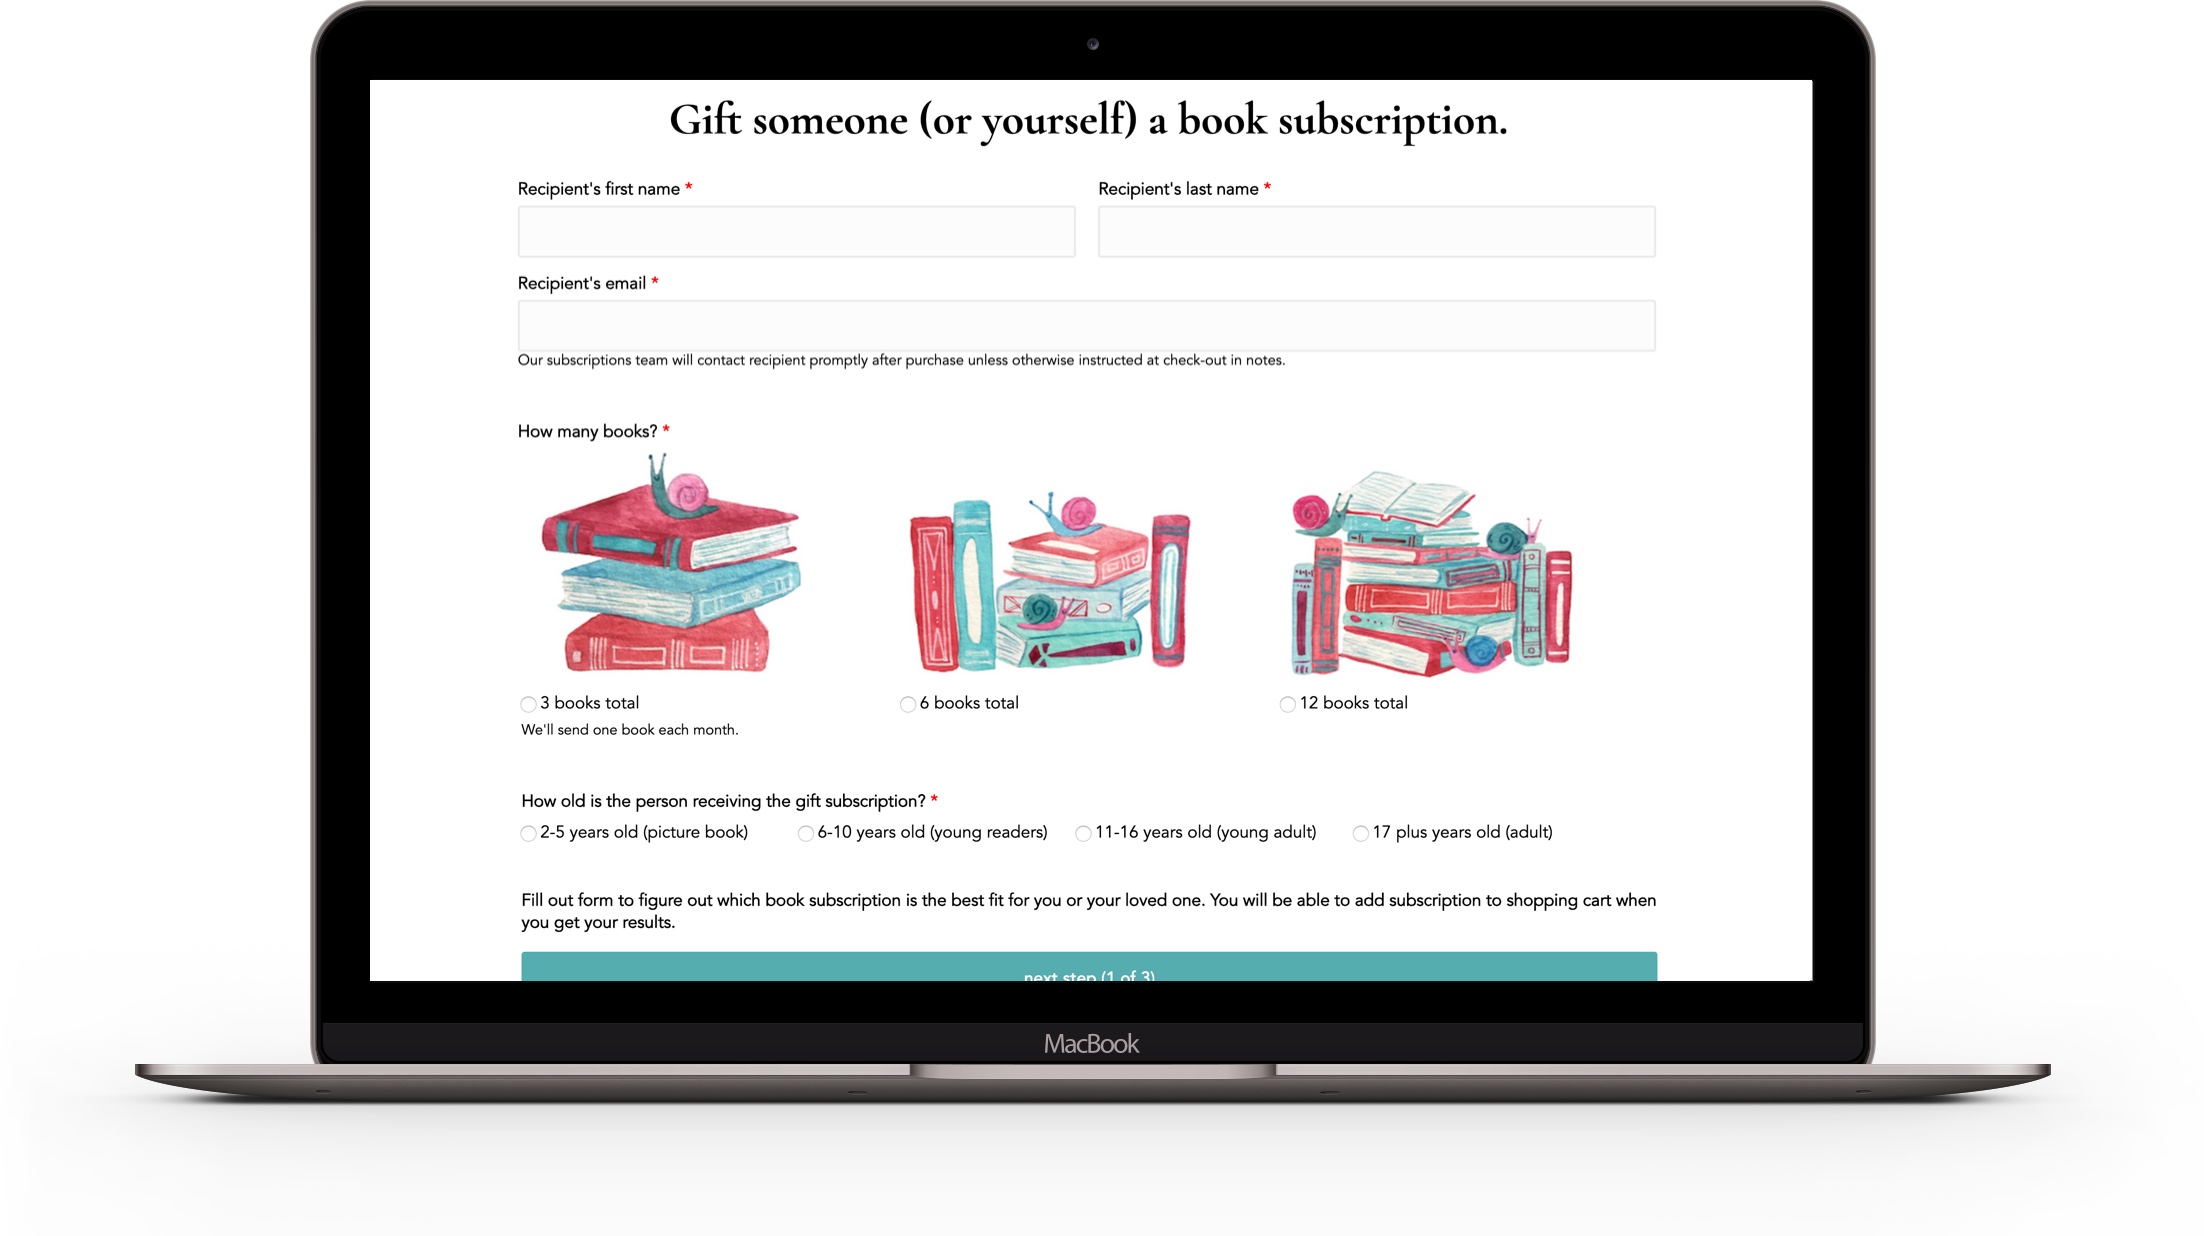 Gift someone (or yourself) a book subscription.
Recipient's first name *
Recipient's last name *
Recipient's email *
Our subscriptions team will contact recipient promptly after purchase unless otherwise instructed at check-out in notes.
How many books? *
3 books total
6 books total
12 books total
We'll send one book each month.
How old is the person receiving the gift subscription? *
2-5 years old (picture book)
6-10 years old (young readers)
11-16 years old (young adult)
17 plus years old (adult)
Fill out form to figure out which book subscription is the best fit for you or your loved one. You will be able to add subscription to shopping cart when
you get your results.
next step (1 of 3)
MacBook